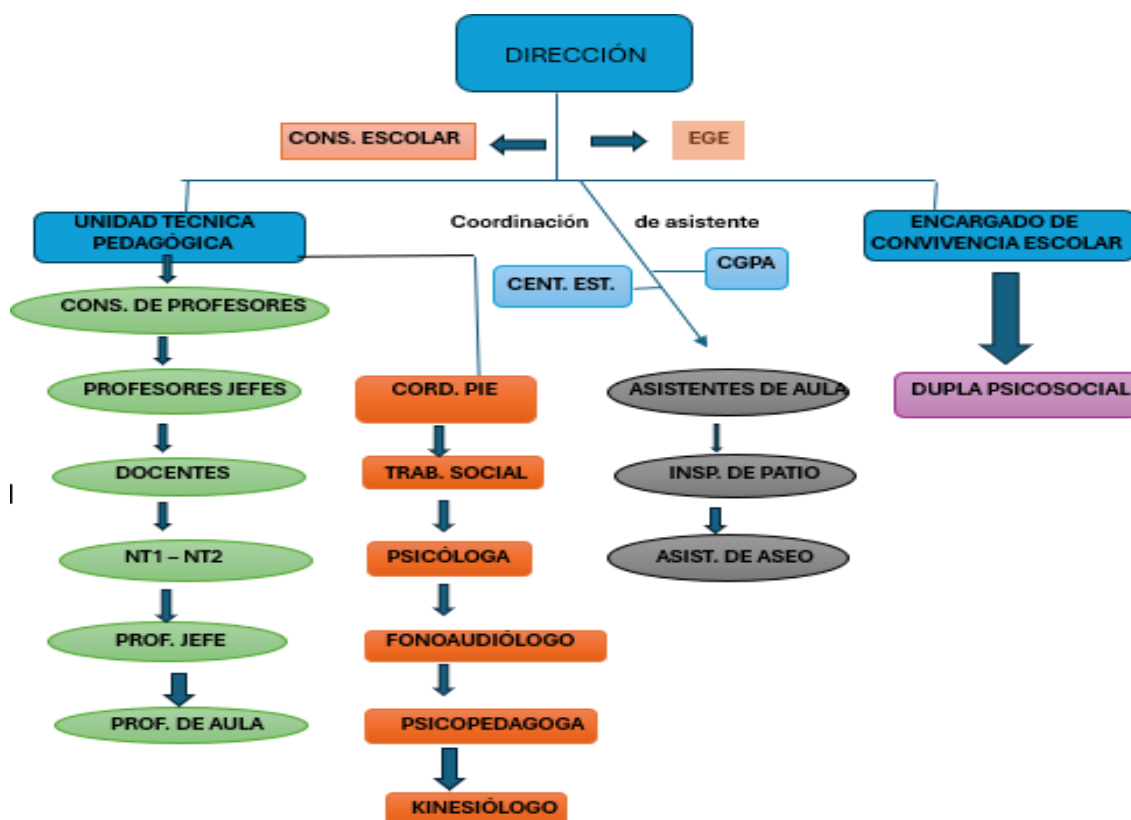 DIRECCIÓN
CONS. ESCOLAR
EGE
UNIDAD TÉCNICA
PEDAGÓGICA
Coordinación de asistente
ENCARGADO DE
CONVIVENCIA ESCOLAR
CGPA
CENT. EST.
CONS. DE PROFESORES
PROFESORES JEFES
CORD. PIE
ASISTENTES DE AULA
DUPLA PSICOSOCIAL
DOCENTES
TRAB. SOCIAL
INSP. DE PATIO
NT1 – NT2
PSICÓLOGA
ASIST. DE ASEO
PROF. JEFE
FONOAUDIÓLOGO
PROF. DE AULA
PSICOPEDAGOGA
KINESIÓLOGO